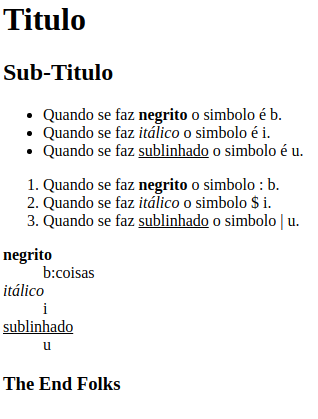 Titulo
Sub-Titulo
• Quando se faz negrito o simbolo é b.
• Quando se faz itálico o simbolo é i.
• Quando se faz sublinhado o simbolo é u.
1. Quando se faz negrito o simbolo : b.
2. Quando se faz itálico o simbolo $ i.
3. Quando se faz sublinhado o simbolo | u.
negrito
b:coisas
itálico
i
sublinhado
u
The End Folks